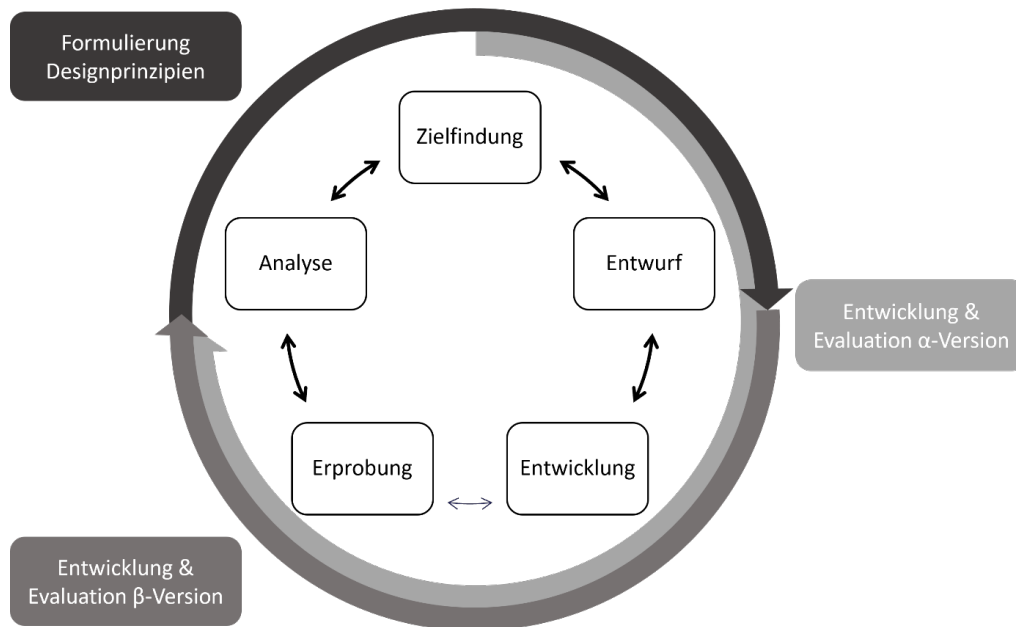 Formulierung
Designprinzipien
Zielfindung
Analyse
Entwurf
Entwicklung &
Evaluation α-Version
Erprobung
Entwicklung
Entwicklung &
Evaluation β-Version